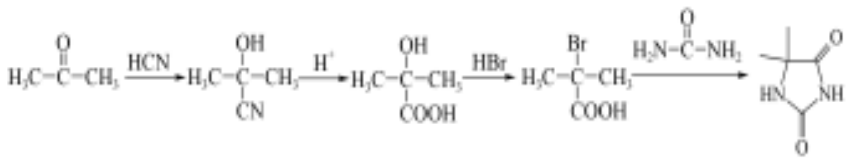 O OH OH Br O
H₃C—C—CH₃ HCN H₃C—C—CH₃ H⁺ H₃C—C—CH₃ HBr H₃C—C—CH₃ H₂N—C—NH₂ O
CN COOH COOH HN NH
O